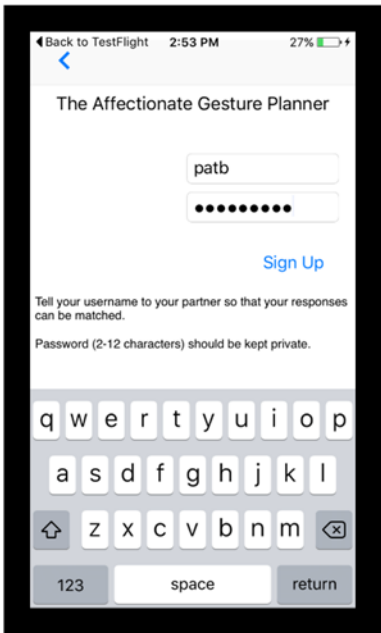 Back to TestFlight 2:53 PM 27%
The Affectionate Gesture Planner
patb
●●●●●●●●●
Sign Up
Tell your username to your partner so that your responses
can be matched.
Password (2-12 characters) should be kept private.
q w e r t y u i o p
a s d f g h j k l
z x c v b n m
123 space return